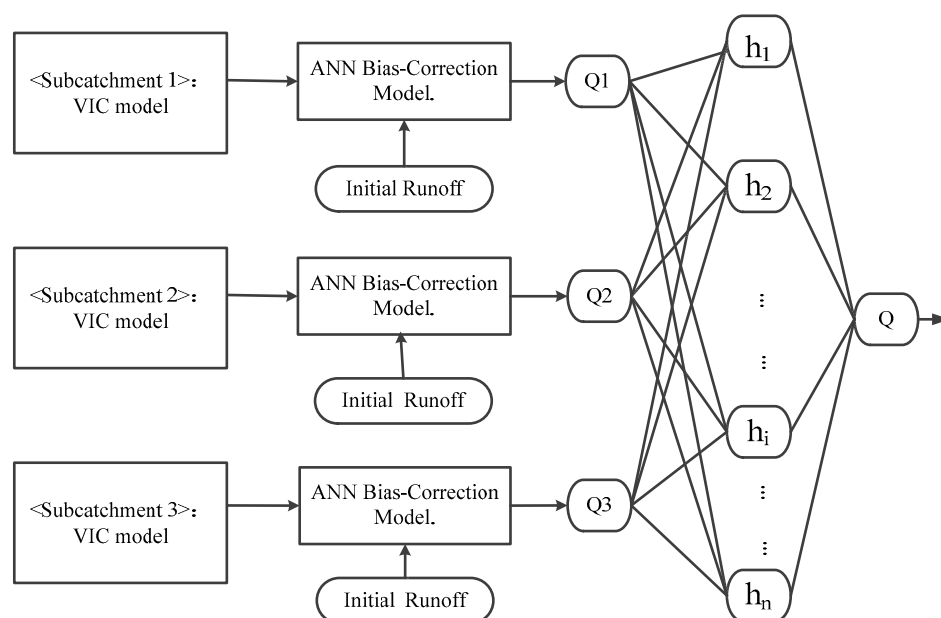 <Subcatchment 1>:
VIC model
ANN Bias-Correction
Model.
Initial Runoff
Q1
<Subcatchment 2>:
VIC model
ANN Bias-Correction
Model.
Initial Runoff
Q2
<Subcatchment 3>:
VIC model
ANN Bias-Correction
Model.
Initial Runoff
Q3
h1
h2
...
...
hi
...
...
hn
Q